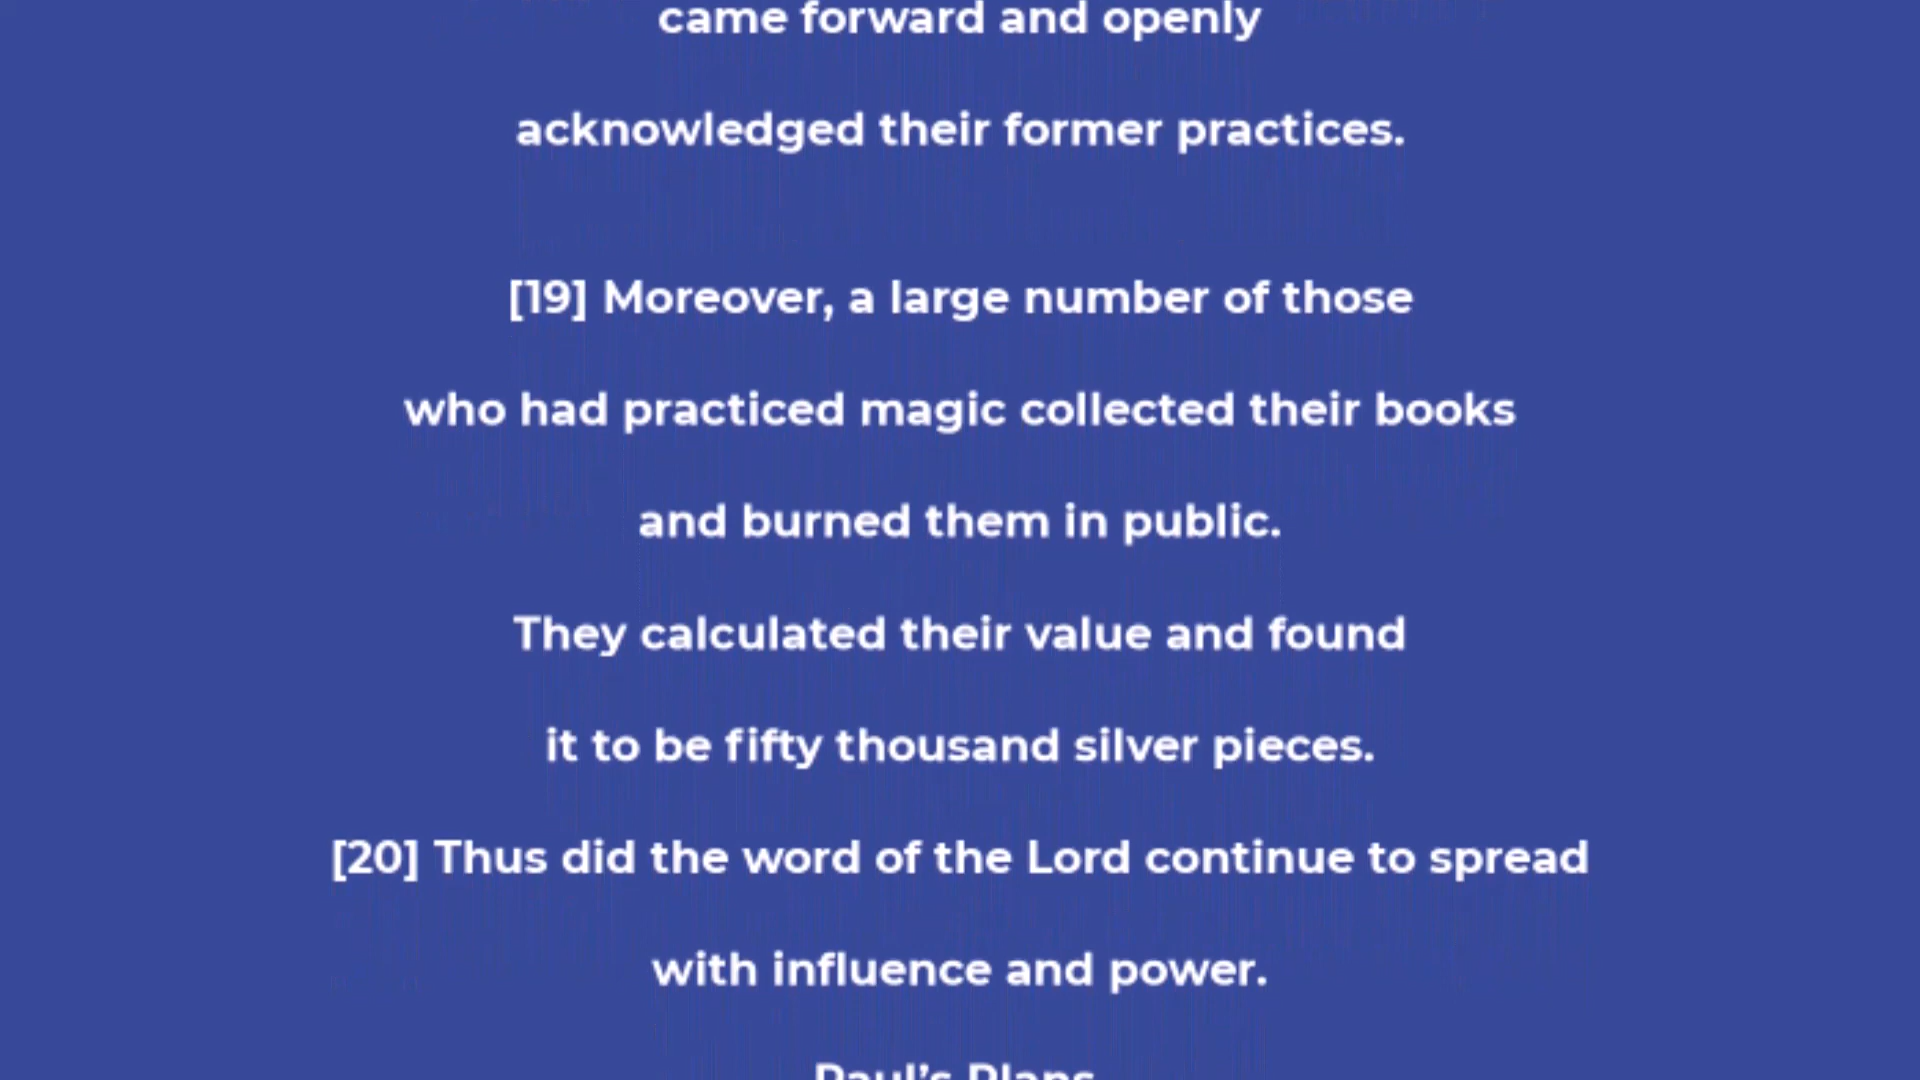 came forward and openly
acknowledged their former practices.
[19] Moreover, a large number of those
who had practiced magic collected their books
and burned them in public.
They calculated their value and found
it to be fifty thousand silver pieces.
[20] Thus did the word of the Lord continue to spread
with influence and power.
Paul’s Plans